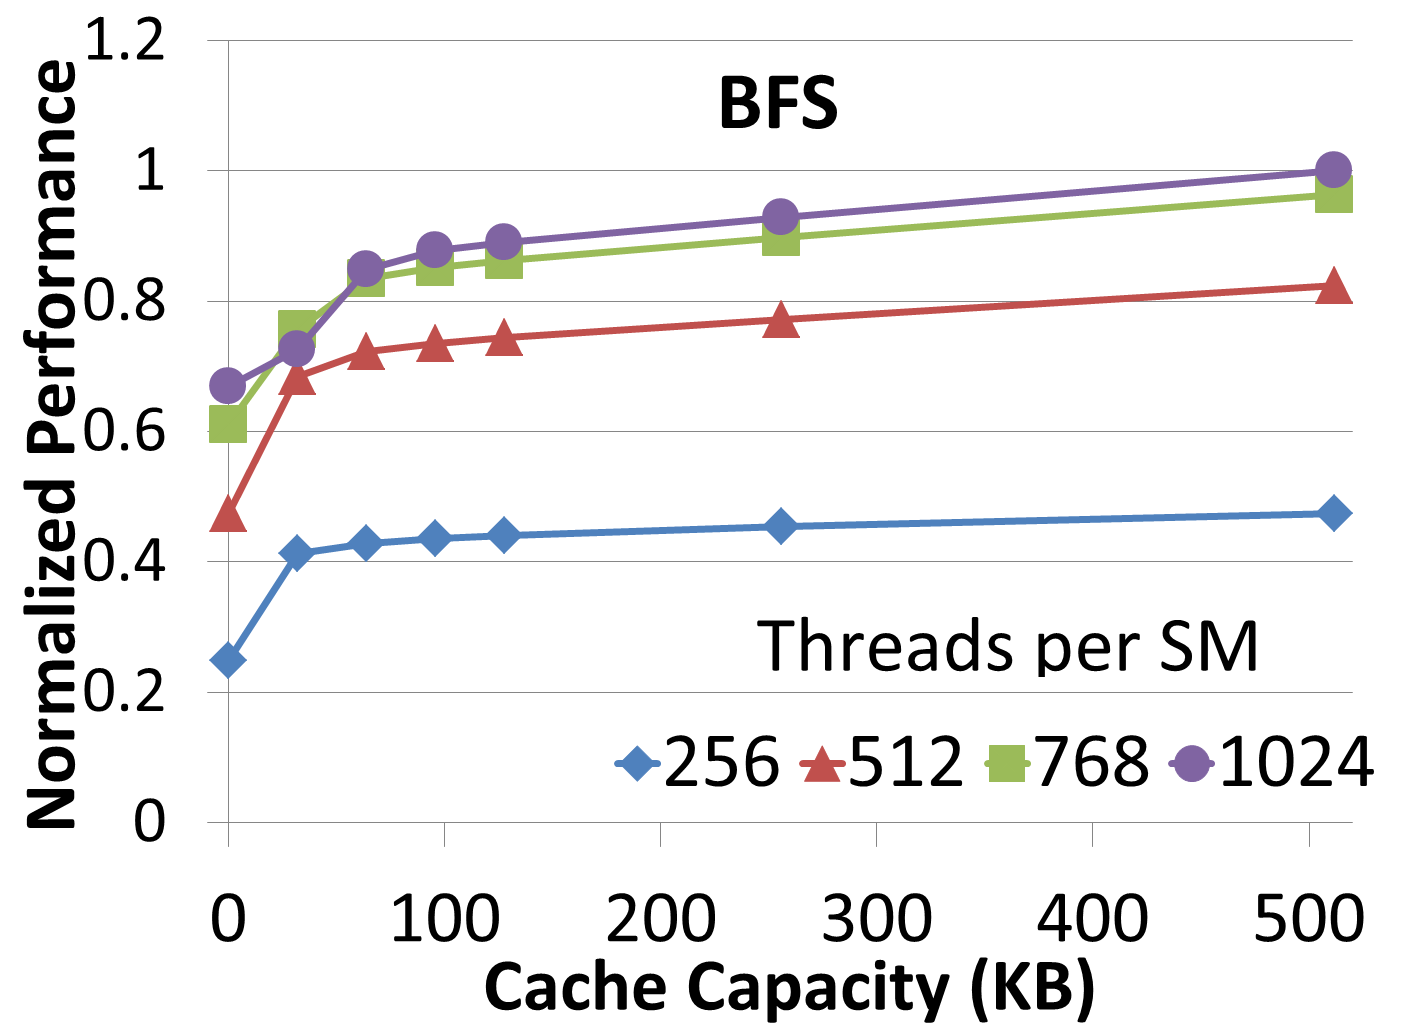 BFS
Normalized Performance
1.2
1
0.8
0.6
0.4
0.2
0
Threads per SM
256 512 768 1024
0 100 200 300 400 500
Cache Capacity (KB)